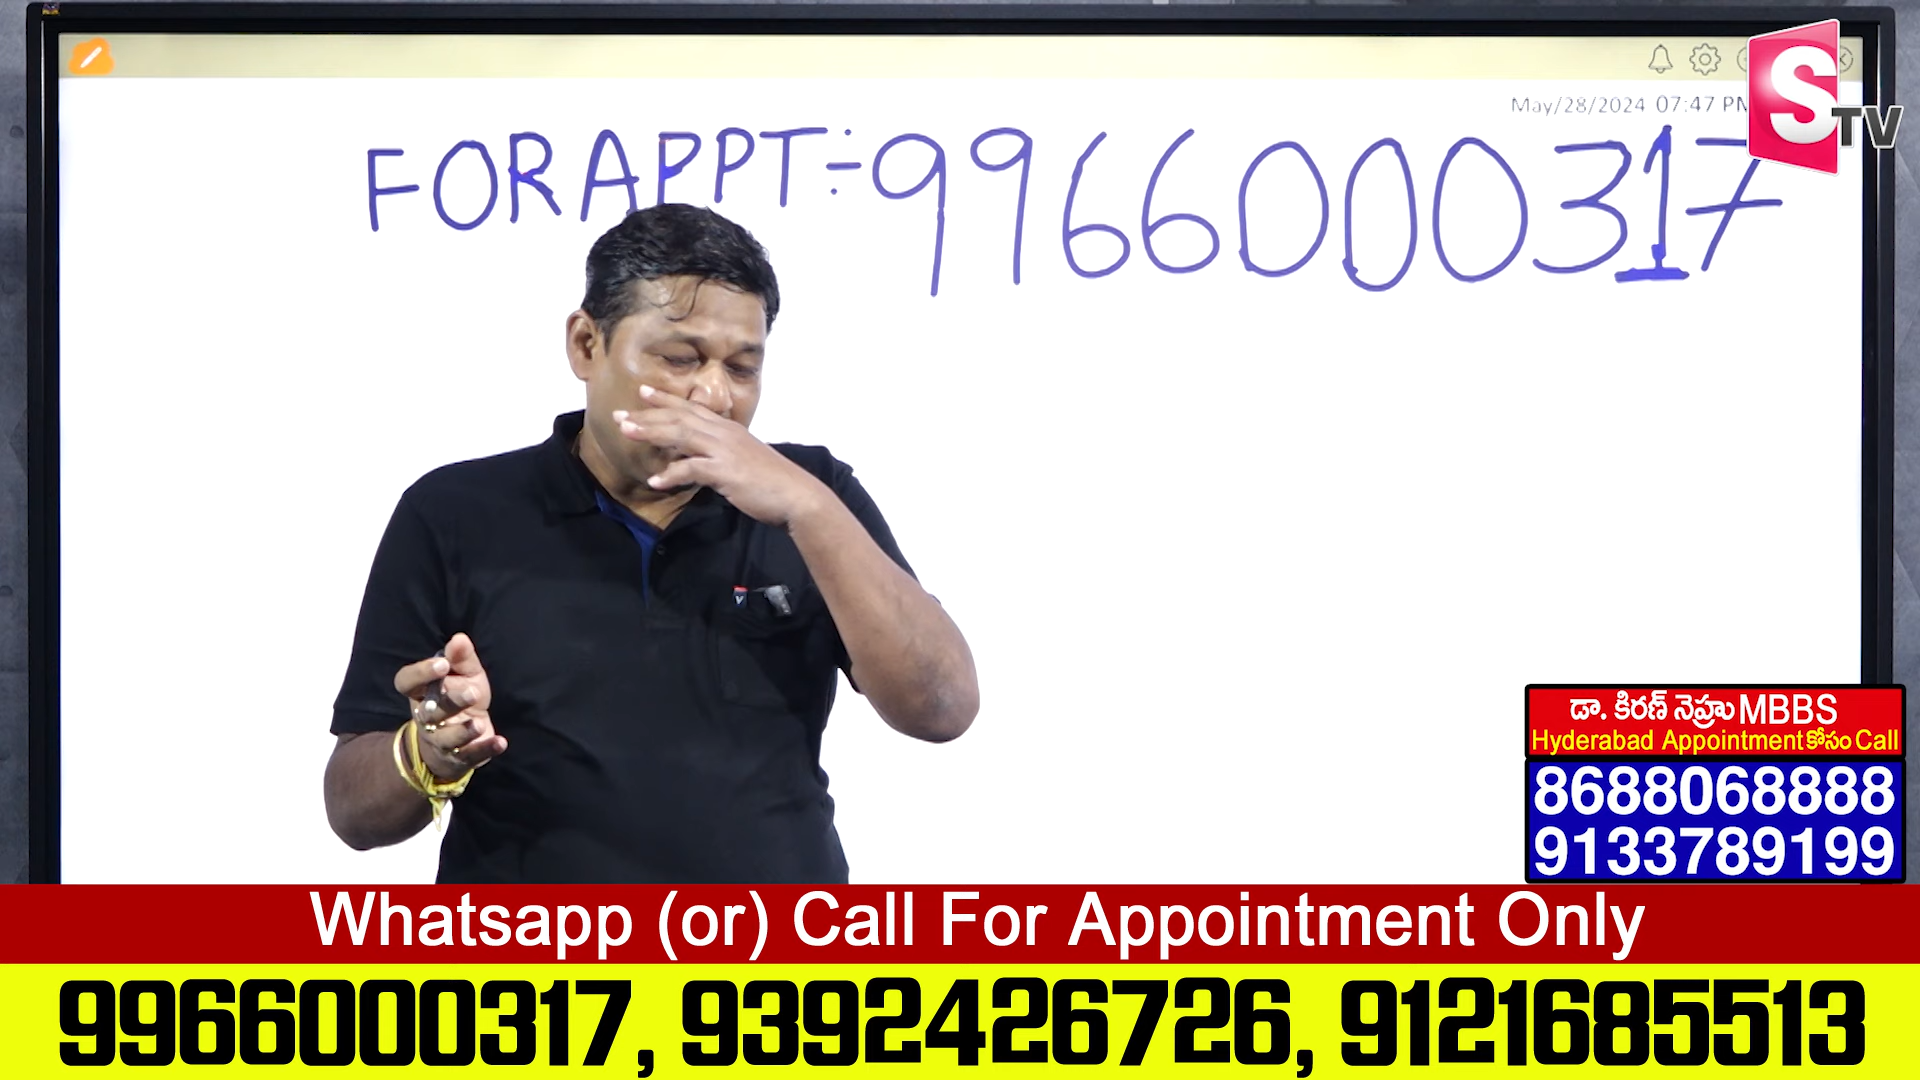 May/28/2024 07:47 PM
S TV
FOR APPT÷9966000317
డా. కిరణ్ నెహ్రు MBBS
Hyderabad Appointment కోసం Call
8688068888
9133789199
Whatsapp (or) Call For Appointment Only
9966000317, 9392426726, 9121685513